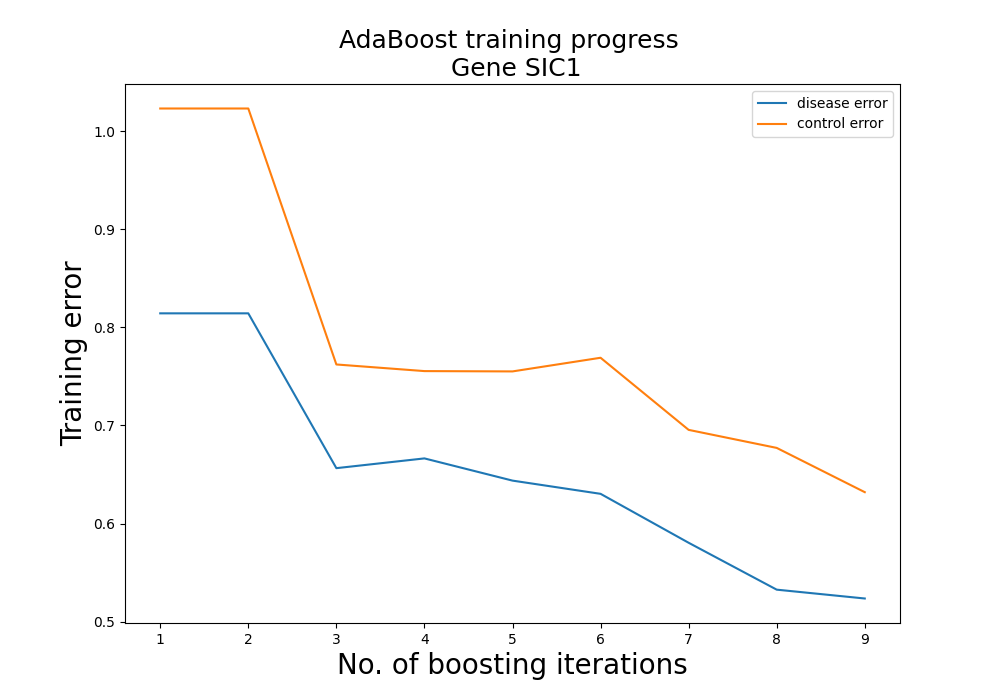 AdaBoost training progress
Gene SIC1
disease error
control error
Training error
1.0
0.9
0.8
0.7
0.6
0.5
1 2 3 4 5 6 7 8 9
No. of boosting iterations